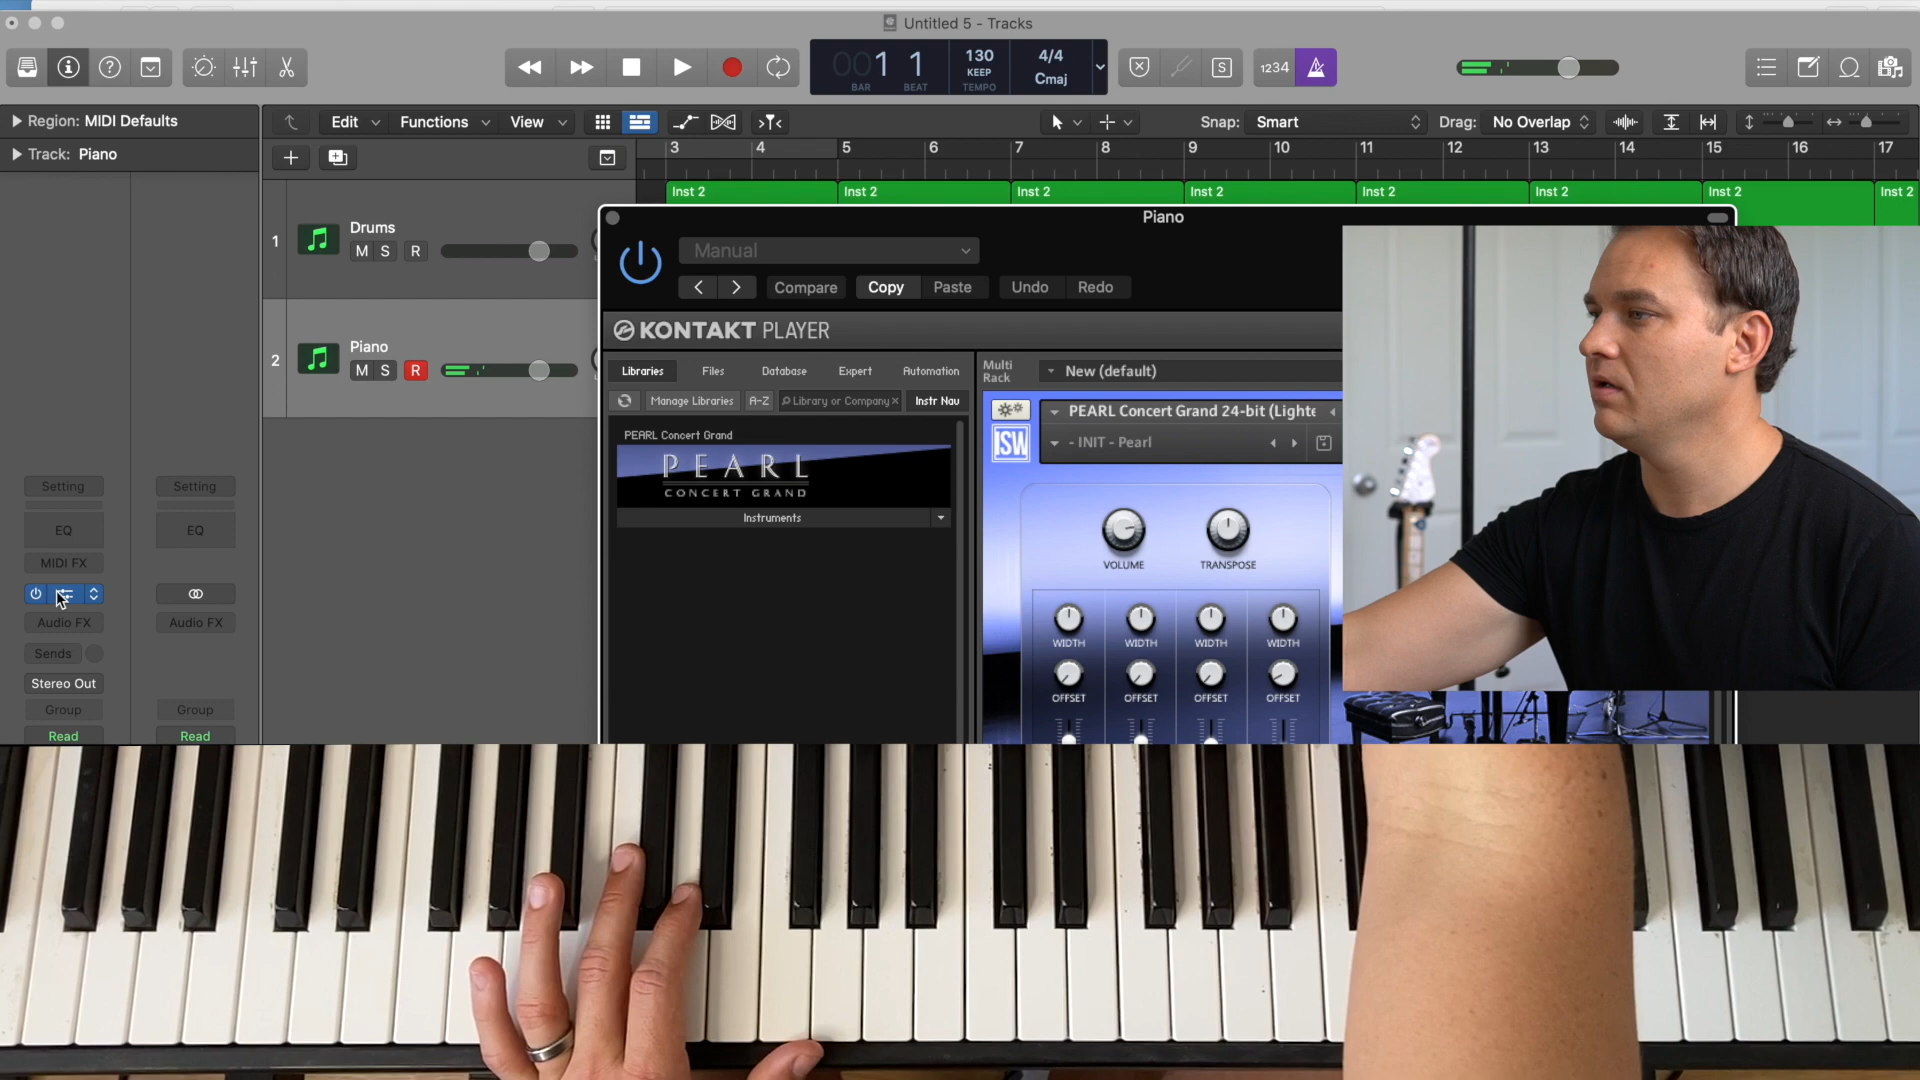 Untitled 5 - Tracks
001 1
BAR BEAT
130
KEEP
TEMPO
4/4
Cmaj
S
1234
Region: MIDI Defaults
Edit Functions View
Snap: Smart
Drag: No Overlap
Track: Piano
3 4 5 6 7 8 9 10 11 12 13 14 15 16 17
Inst 2 Inst 2 Inst 2 Inst 2 Inst 2 Inst 2 Inst 2 Inst 2
1 Drums
M S R
2 Piano
M S R
Piano
Manual
Compare Copy Paste Undo Redo
KONTAKT PLAYER
Libraries Files Database Expert Automation
Manage Libraries A-Z Library or Company × Instr Nav
PEARL Concert Grand
PEARL
CONCERT GRAND
Instruments
Multi
Rack
New (default)
ISW
PEARL Concert Grand 24-bit (Lighte
- INIT - Pearl
VOLUME TRANSPOSE
WIDTH WIDTH WIDTH WIDTH
OFFSET OFFSET OFFSET OFFSET
Setting Setting
EQ EQ
MIDI FX
Audio FX Audio FX
Sends
Stereo Out
Group Group
Read Read